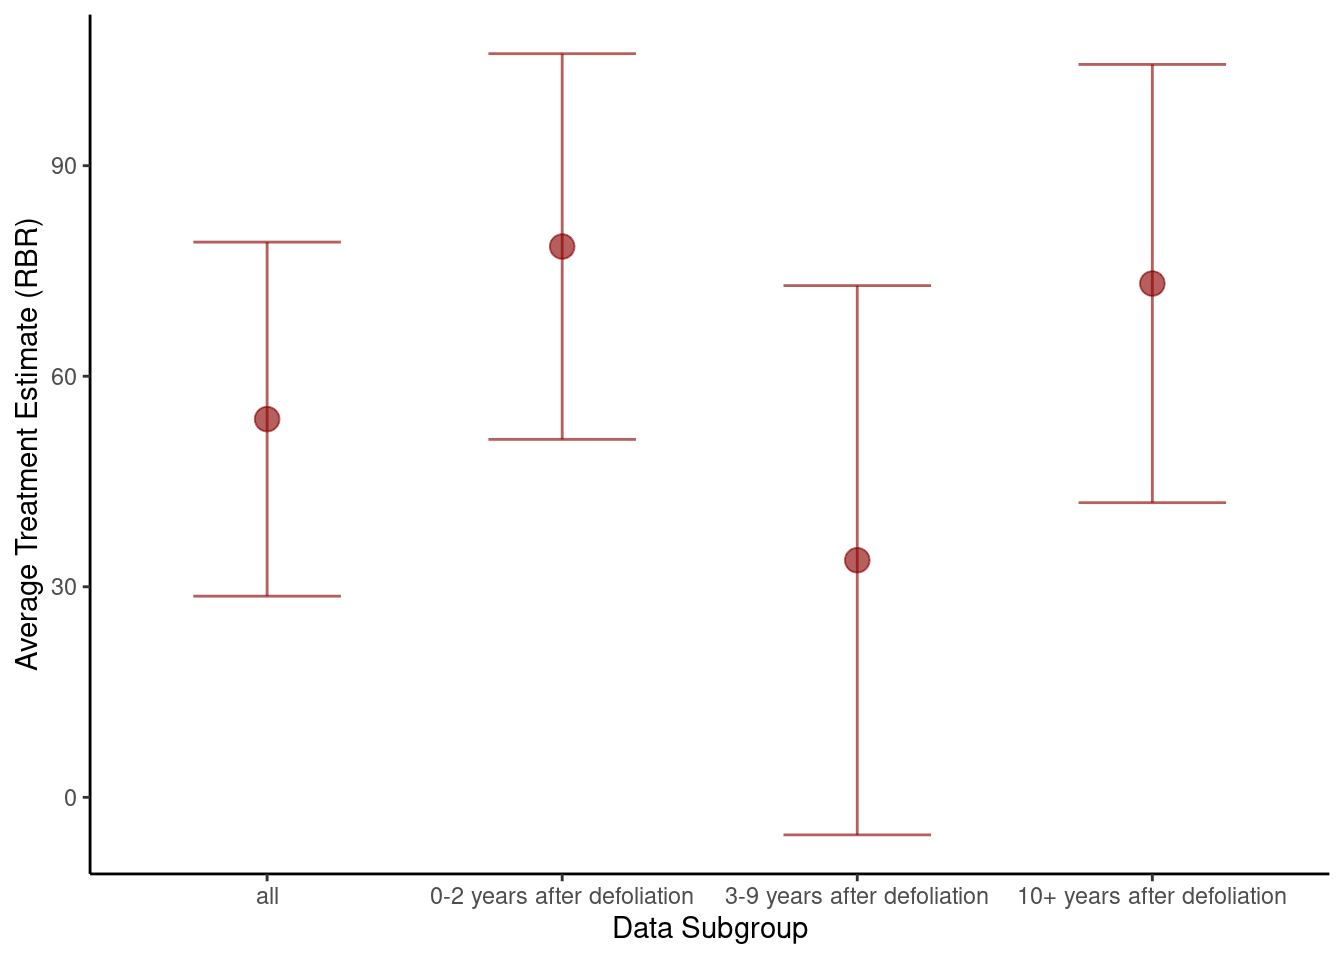 Average Treatment Estimate (RBR)
90
60
30
0
all
0-2 years after defoliation
3-9 years after defoliation
10+ years after defoliation
Data Subgroup